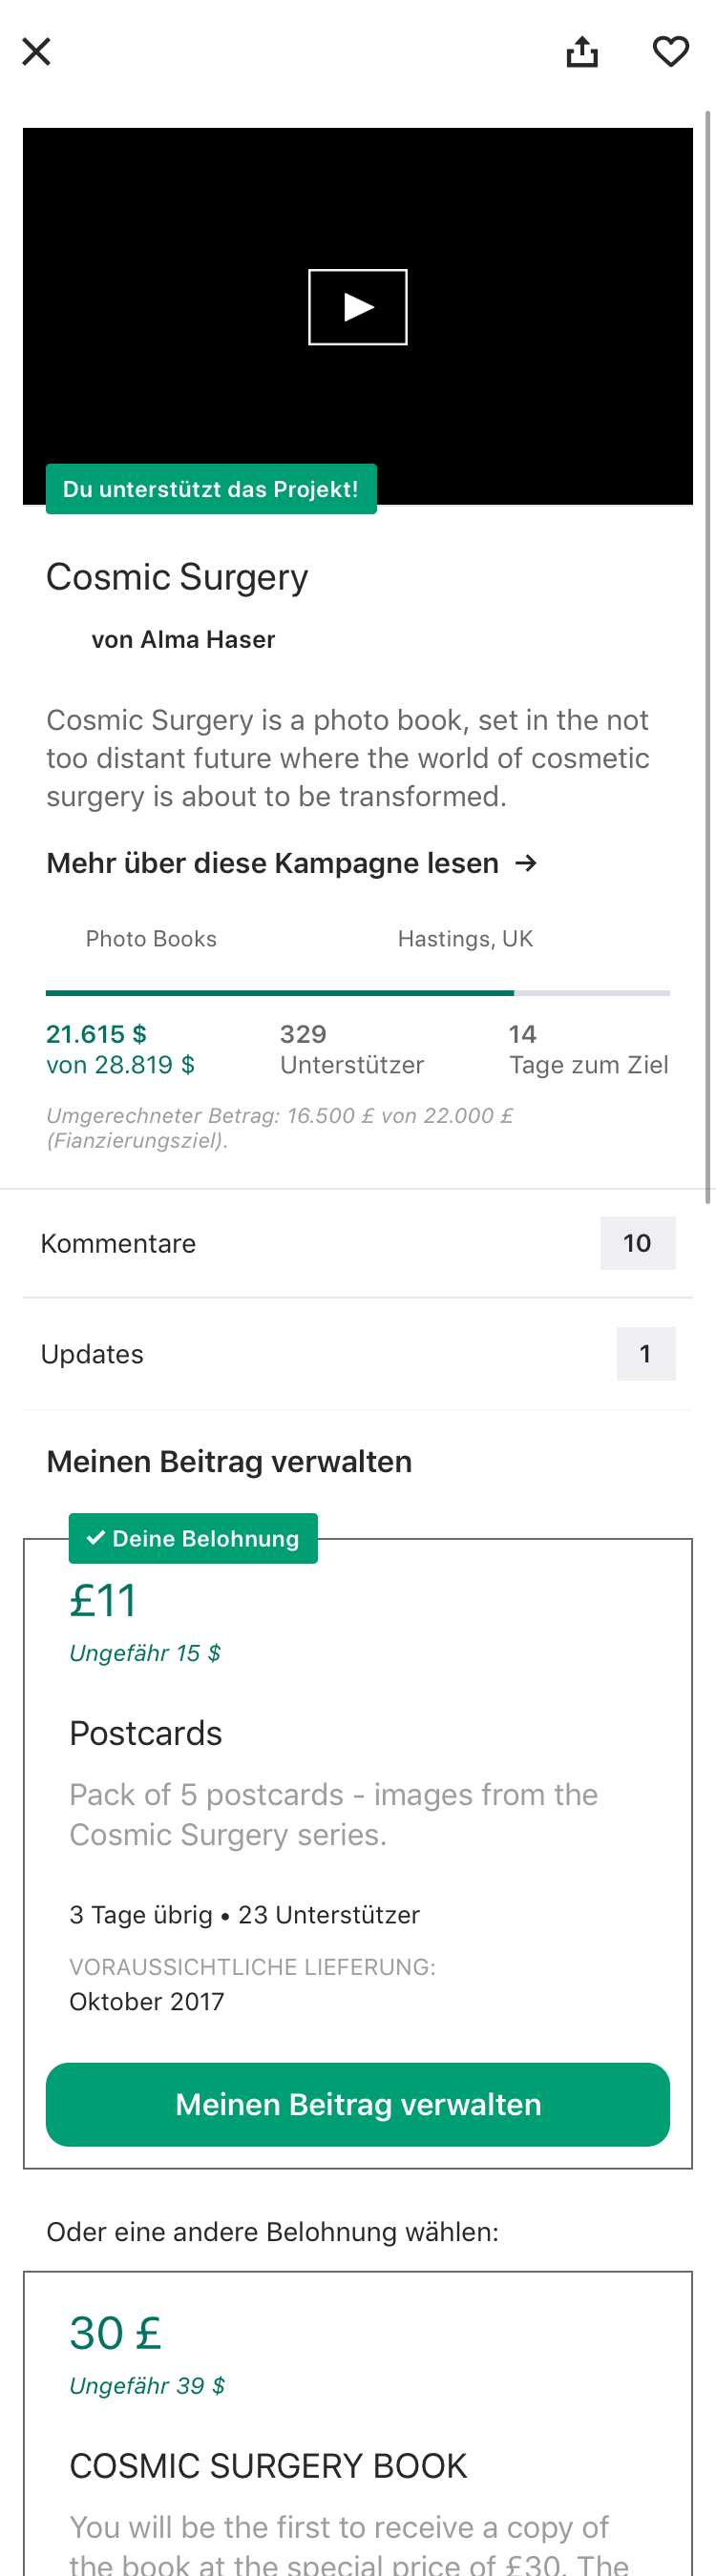 Du unterstützt das Projekt!
Cosmic Surgery
von Alma Haser
Cosmic Surgery is a photo book, set in the not
too distant future where the world of cosmetic
surgery is about to be transformed.
Mehr über diese Kampagne lesen →
Photo Books
Hastings, UK
21.615 $
von 28.819 $
329
Unterstützer
14
Tage zum Ziel
Umgerechneter Betrag: 16.500 £ von 22.000 £
(Fianzierungsziel).
Kommentare
10
Updates
1
Meinen Beitrag verwalten
✓ Deine Belohnung
£11
Ungefähr 15 $
Postcards
Pack of 5 postcards - images from the
Cosmic Surgery series.
3 Tage übrig • 23 Unterstützer
VORAUSSICHTLICHE LIEFERUNG:
Oktober 2017
Meinen Beitrag verwalten
Oder eine andere Belohnung wählen:
30 £
Ungefähr 39 $
COSMIC SURGERY BOOK
You will be the first to receive a copy of
the book at the special price of £30. The